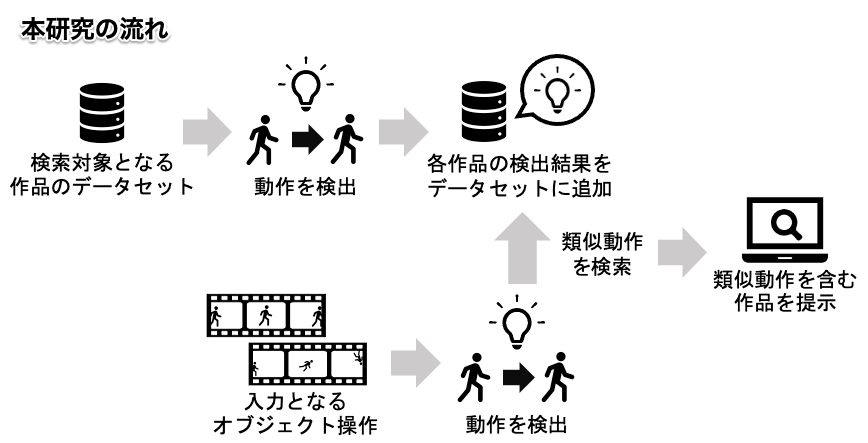 本研究の流れ
検索対象となる
作品のデータセット
動作を検出
各作品の検出結果を
データセットに追加
類似動作
を検索
類似動作を含む
作品を提示
入力となる
オブジェクト操作
動作を検出